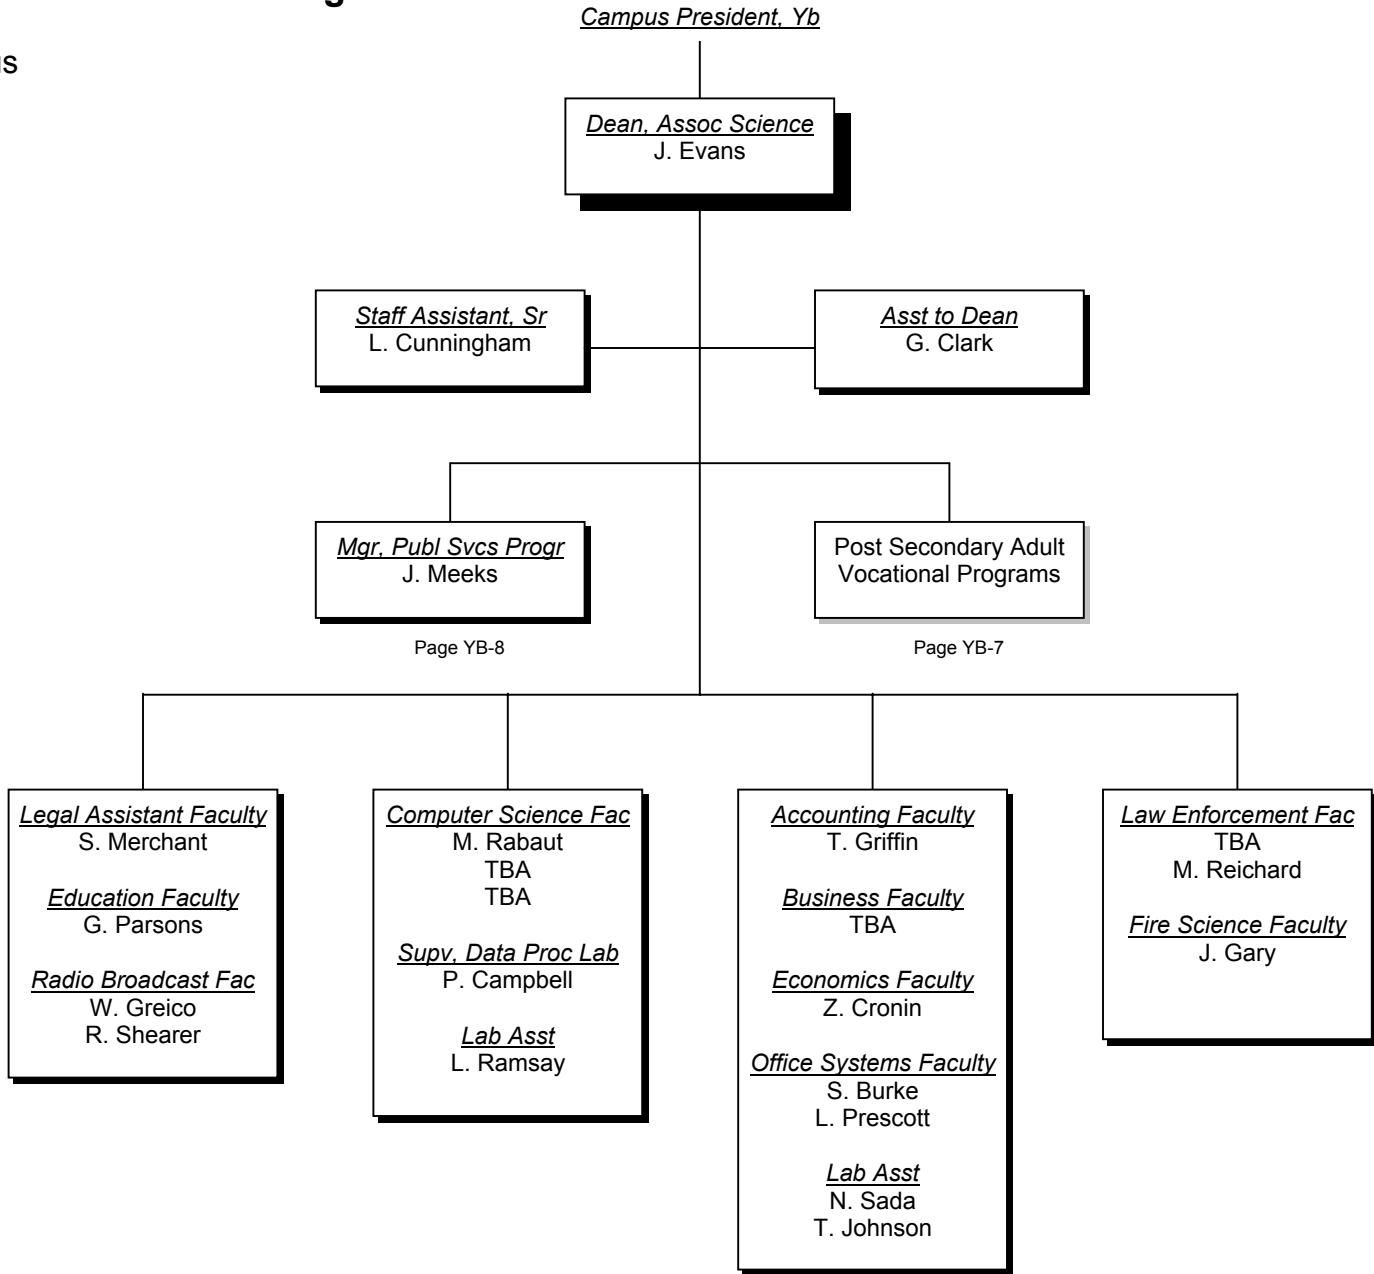 Campus President, Yb
Dean, Assoc Science
J. Evans
Staff Assistant, Sr
L. Cunningham
Asst to Dean
G. Clark
Mgr, Publ Svcs Progr
J. Meeks
Page YB-8
Post Secondary Adult
Vocational Programs
Page YB-7
Legal Assistant Faculty
S. Merchant
Education Faculty
G. Parsons
Radio Broadcast Fac
W. Greico
R. Shearer
Computer Science Fac
M. Rabaut
TBA
TBA
Supv, Data Proc Lab
P. Campbell
Lab Asst
L. Ramsay
Accounting Faculty
T. Griffin
Business Faculty
TBA
Economics Faculty
Z. Cronin
Office Systems Faculty
S. Burke
L. Prescott
Lab Asst
N. Sada
T. Johnson
Law Enforcement Fac
TBA
M. Reichard
Fire Science Faculty
J. Gary